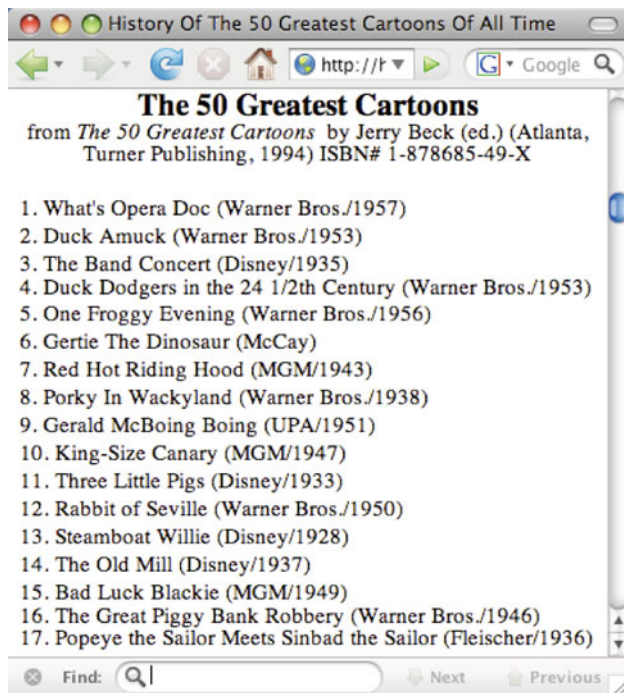 History Of The 50 Greatest Cartoons Of All Time
http://h
G Google
The 50 Greatest Cartoons
from The 50 Greatest Cartoons by Jerry Beck (ed.) (Atlanta,
Turner Publishing, 1994) ISBN# 1-878685-49-X
1. What's Opera Doc (Warner Bros./1957)
2. Duck Amuck (Warner Bros./1953)
3. The Band Concert (Disney/1935)
4. Duck Dodgers in the 24 1/2th Century (Warner Bros./1953)
5. One Froggy Evening (Warner Bros./1956)
6. Gertie The Dinosaur (McCay)
7. Red Hot Riding Hood (MGM/1943)
8. Porky In Wackyland (Warner Bros./1938)
9. Gerald McBoing Boing (UPA/1951)
10. King-Size Canary (MGM/1947)
11. Three Little Pigs (Disney/1933)
12. Rabbit of Seville (Warner Bros./1950)
13. Steamboat Willie (Disney/1928)
14. The Old Mill (Disney/1937)
15. Bad Luck Blackie (MGM/1949)
16. The Great Piggy Bank Robbery (Warner Bros./1946)
17. Popeye the Sailor Meets Sinbad the Sailor (Fleischer/1936)
Find: Next Previous